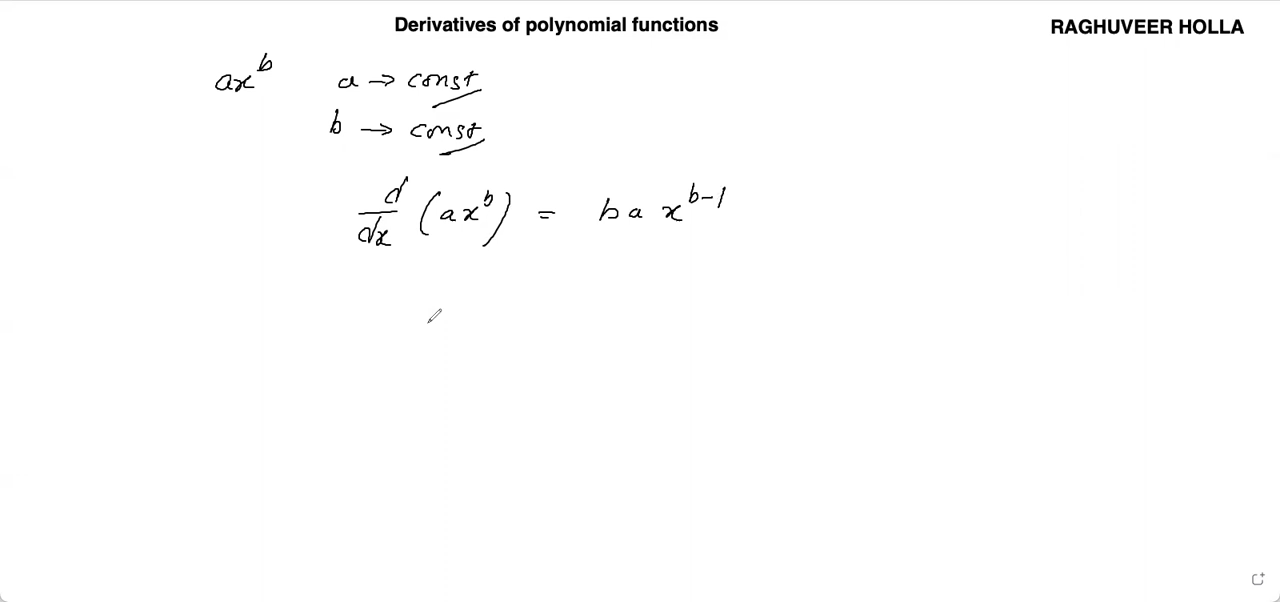 Derivatives of polynomial functions
RAGHUVEER HOLLA
ax^b a → const
b → const
d/dx (ax^b) = b a x^(b-1)